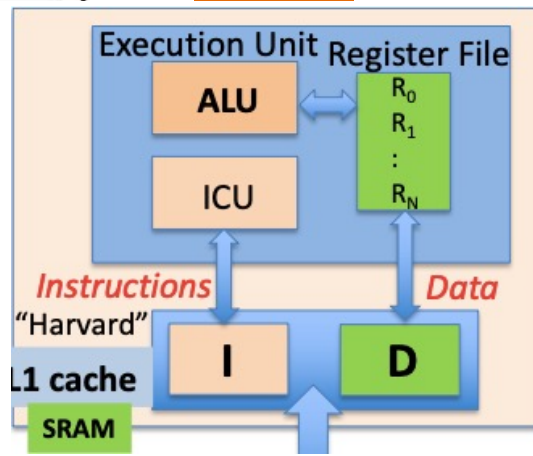 Execution Unit
Register File
ALU
R0
R1
:
RN
ICU
Instructions
Data
"Harvard"
I
D
L1 cache
SRAM